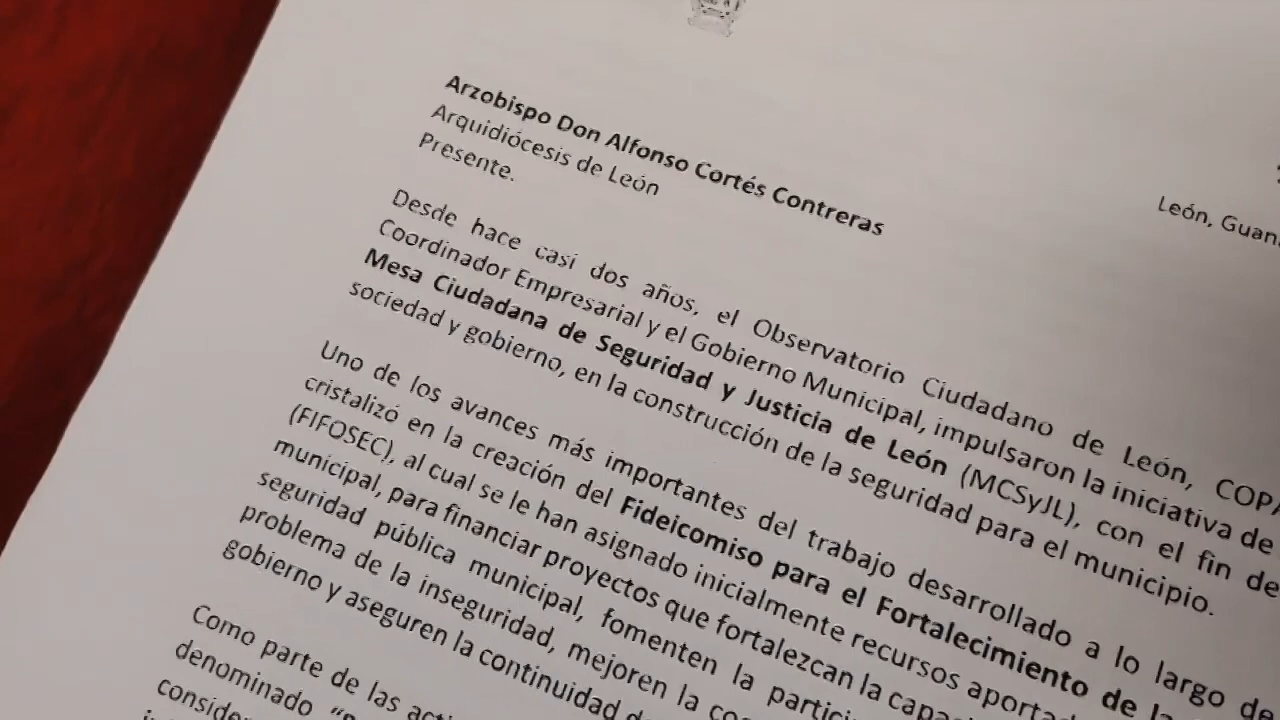 León, Guan
Arzobispo Don Alfonso Cortés Contreras
Arquidiócesis de León
Presente.
Desde hace casi dos años, el Observatorio Ciudadano de León, COPA
Coordinador Empresarial y el Gobierno Municipal, impulsaron la iniciativa de
Mesa Ciudadana de Seguridad y Justicia de León (MCSyJL), con el fin de
sociedad y gobierno, en la construcción de la seguridad para el municipio.
Uno de los avances más importantes del trabajo desarrollado a lo largo de
cristalizó en la creación del Fideicomiso para el Fortalecimiento de la
(FIFOSEC), al cual se le han asignado inicialmente recursos aporta
municipal, para financiar proyectos que fortalezcan la capa
seguridad pública municipal, fomenten la partici
problema de la inseguridad, mejoren la co
gobierno y aseguren la continuidad de
Como parte de las acti
denominado
conside